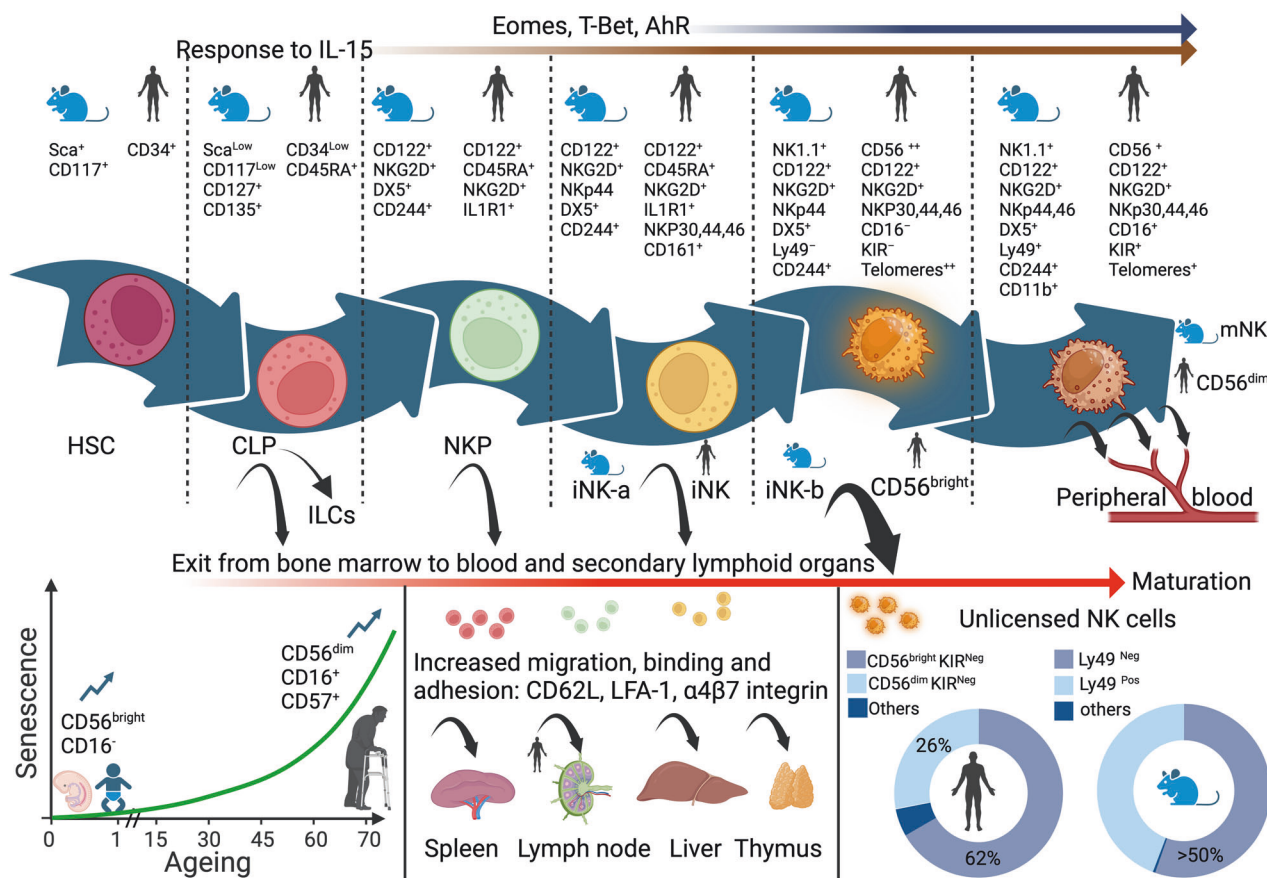 Eomes, T-Bet, AhR
Response to IL-15
Sca⁺
CD117⁺
CD34⁺
Scaᴸᵒʷ
CD117ᴸᵒʷ
CD127⁺
CD135⁺
CD34ᴸᵒʷ
CD45RA⁺
CD122⁺
NKG2D⁺
DX5⁺
CD244⁺
CD122⁺
CD45RA⁺
NKG2D⁺
IL1R1⁺
CD122⁺
NKG2D⁺
NKp44
DX5⁺
CD244⁺
CD122⁺
CD45RA⁺
NKG2D⁺
IL1R1⁺
NKP30,44,46
CD161⁺
NK1.1⁺
CD122⁺
NKG2D⁺
NKp44
DX5⁺
Ly49⁻
CD244⁺
CD56 ⁺⁺
CD122⁺
NKG2D⁺
NKP30,44,46
CD16⁻
KIR⁻
Telomeres⁺⁺
NK1.1⁺
CD122⁺
NKG2D⁺
NKp44,46
DX5⁺
Ly49⁺
CD244⁺
CD11b⁺
CD56 ⁺
CD122⁺
NKG2D⁺
NKp30,44,46
CD16⁺
KIR⁺
Telomeres⁺
mNK
CD56ᵈⁱᵐ
HSC
CLP
ILCs
NKP
iNK-a
iNK
iNK-b
CD56ᵇʳⁱᵍʰᵗ
Peripheral blood
Exit from bone marrow to blood and secondary lymphoid organs
Maturation
Senescence
CD56ᵇʳⁱᵍʰᵗ
CD16⁻
CD56ᵈⁱᵐ
CD16⁺
CD57⁺
0 1 15 30 45 60 70
Ageing
Increased migration, binding and
adhesion: CD62L, LFA-1, α4β7 integrin
Spleen Lymph node Liver Thymus
Unlicensed NK cells
CD56ᵇʳⁱᵍʰᵗ KIRᴺᵉᵍ
CD56ᵈⁱᵐ KIRᴺᵉᵍ
Others
Ly49 ᴺᵉᵍ
Ly49 ᴾᵒˢ
others
26%
62%
>50%